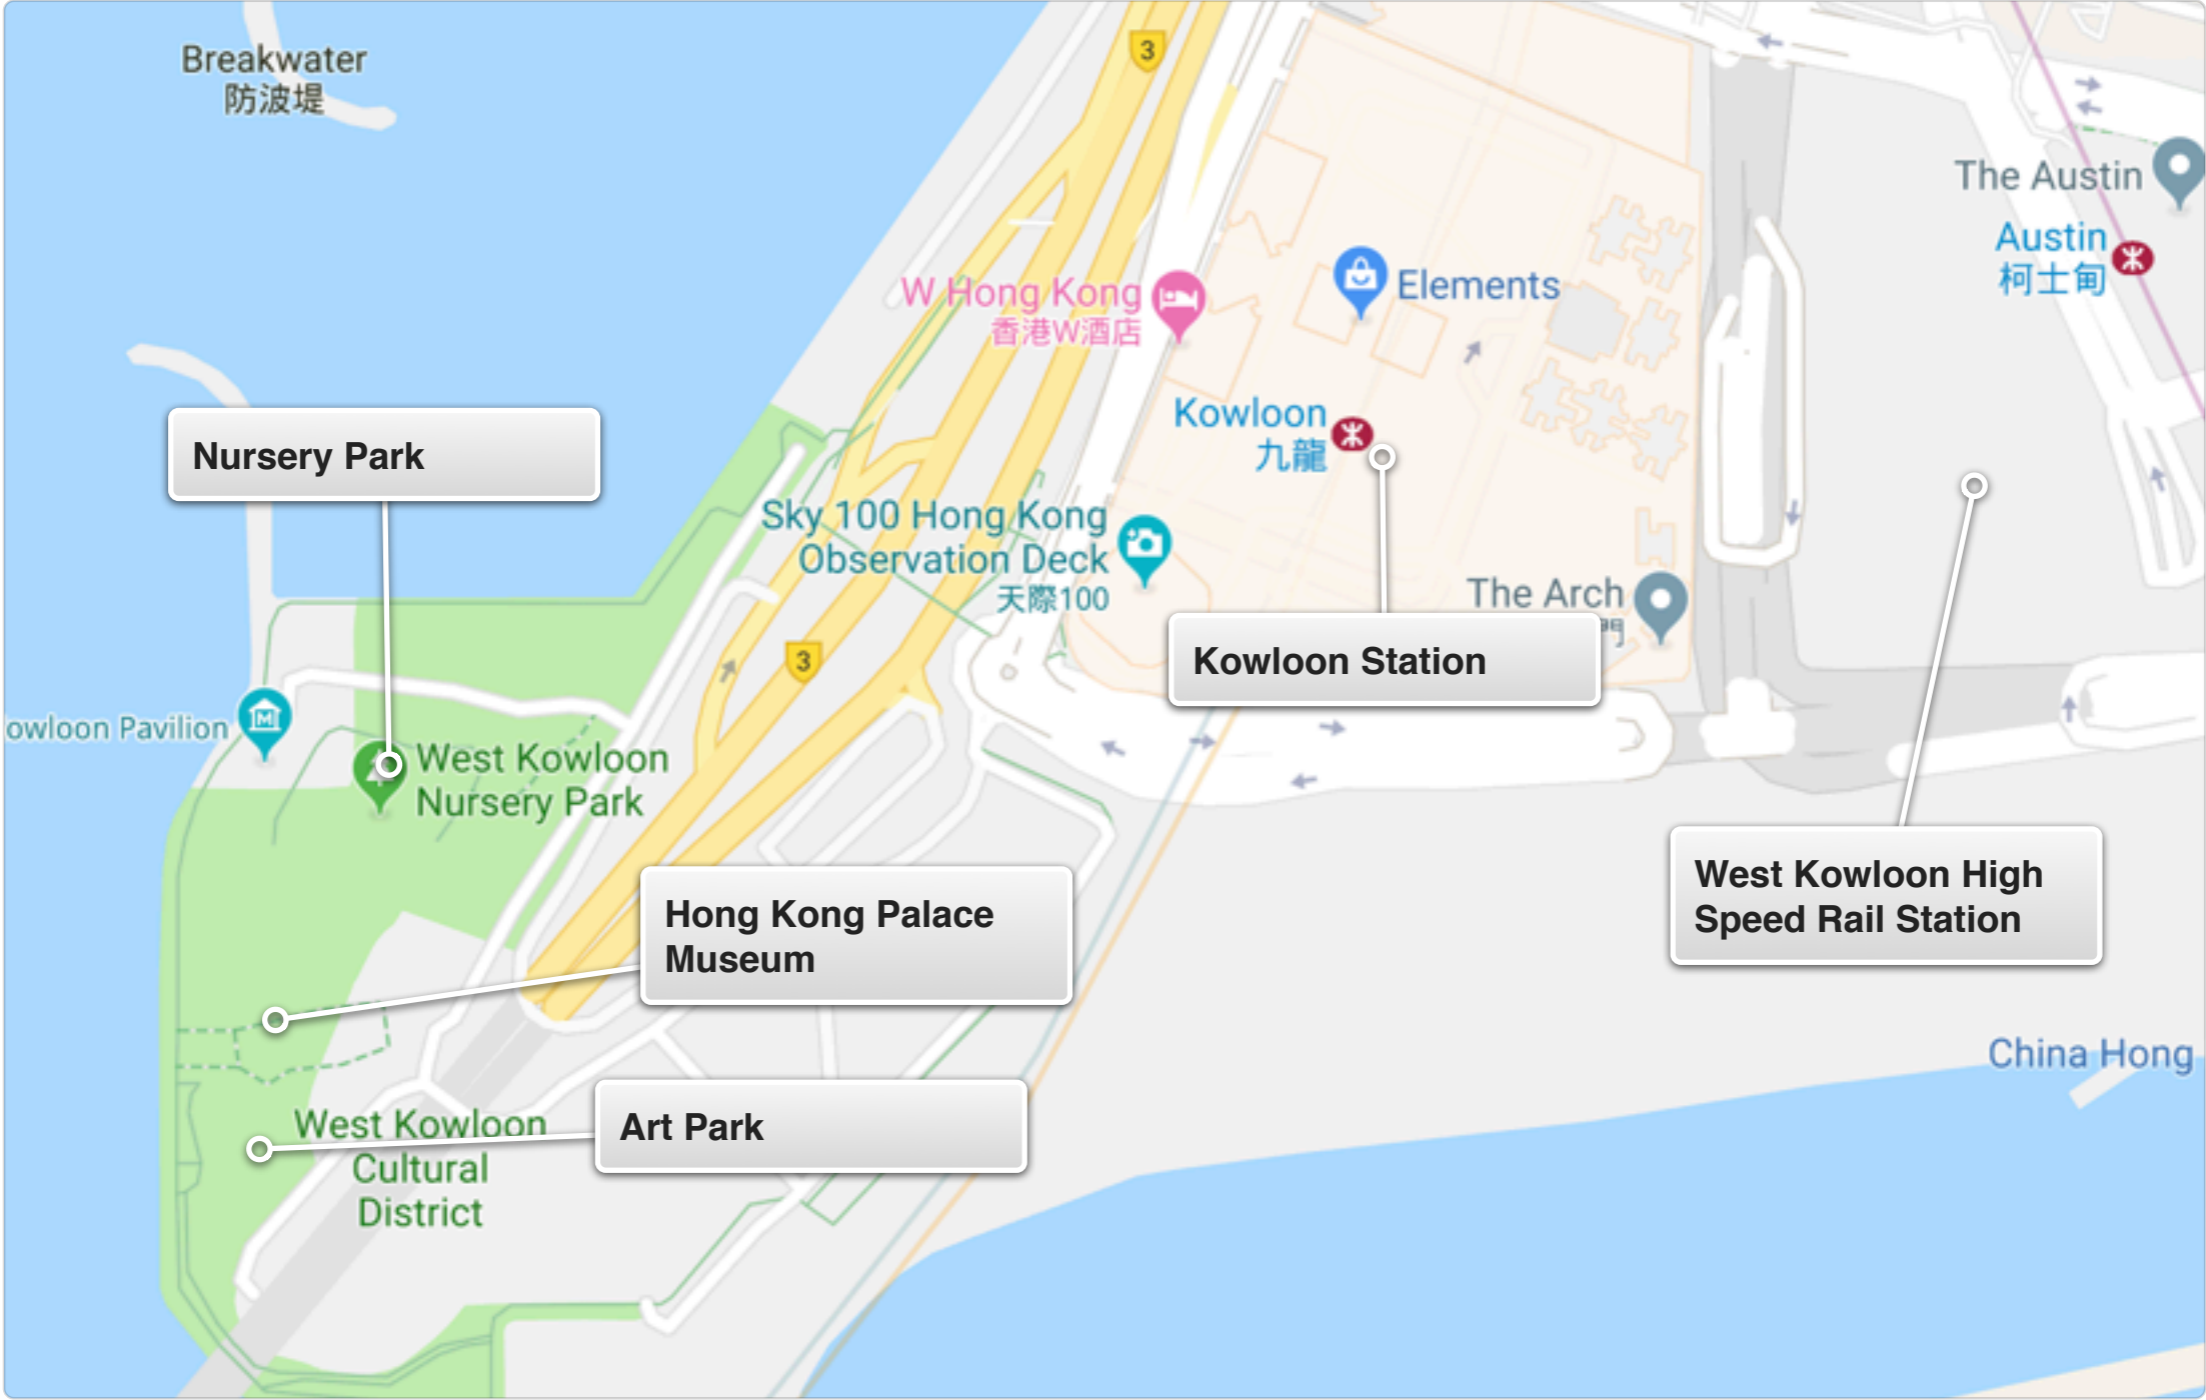 Breakwater
防波堤
3
The Austin
Austin
柯士甸
W Hong Kong
香港W酒店
Elements
Kowloon
九龍
Nursery Park
Sky 100 Hong Kong
Observation Deck
天際100
The Arch
門
Kowloon Station
3
owloon Pavilion
West Kowloon
Nursery Park
Hong Kong Palace
Museum
West Kowloon High
Speed Rail Station
China Hong
Art Park
West Kowloon
Cultural
District